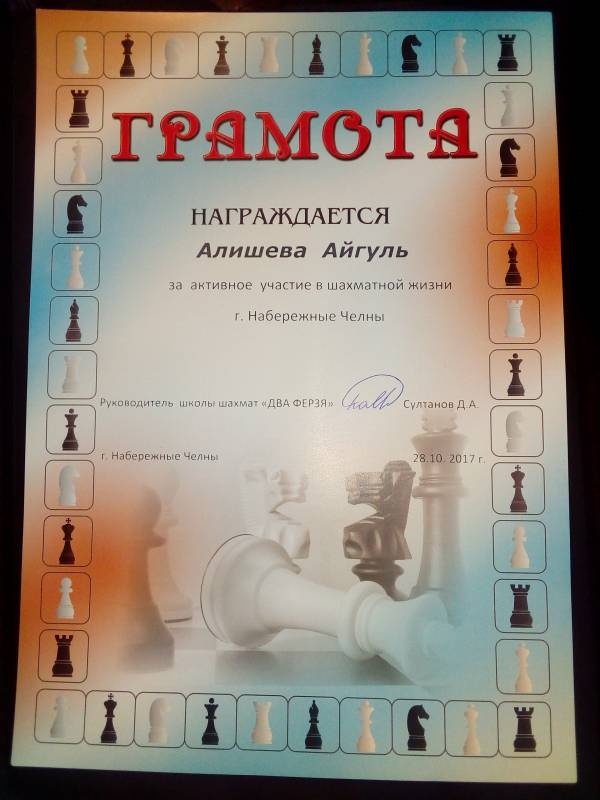 ГРАМОТА
НАГРАЖДАЕТСЯ
Алишева Айгуль
за активное участие в шахматной жизни
г. Набережные Челны
Руководитель школы шахмат «ДВА ФЕРЗЯ» Султанов Д.А.
г. Набережные Челны 28.10. 2017 г.